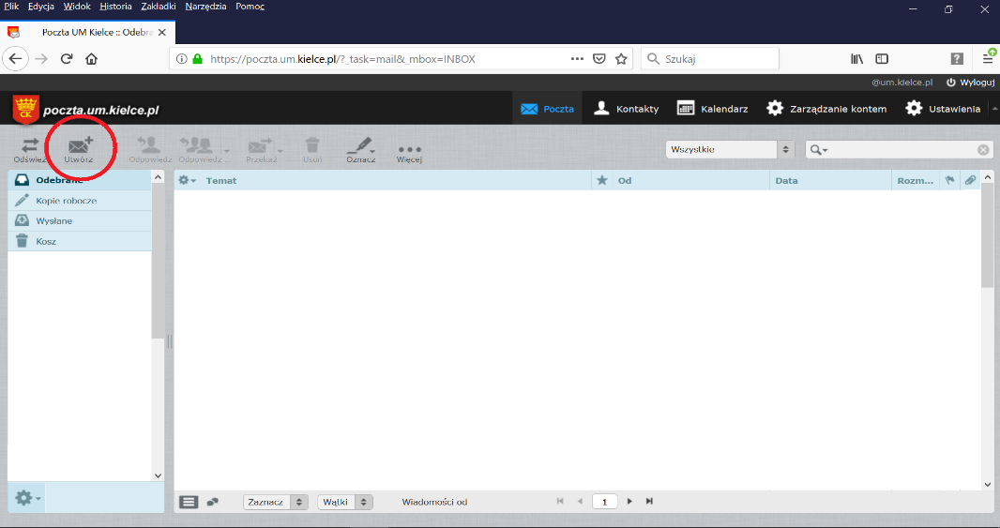 Plik Edycja Widok Historia Zakładki Narzędzia Pomoc
Poczta UM Kielce :: Odebra
https://poczta.um.kielce.pl/?_task=mail&_mbox=INBOX
Szukaj
@um.kielce.pl Wyloguj
CK poczta.um.kielce.pl Poczta Kontakty Kalendarz Zarządzanie kontem Ustawienia
Odśwież Utwórz Odpowiedz Odpowiedz ... Przekaż Usuń Oznacz Więcej
Wszystkie
Odebrane Temat Od Data Rozm...
Kopie robocze
Wysłane
Kosz
Zaznacz Wątki Wiadomości od 1